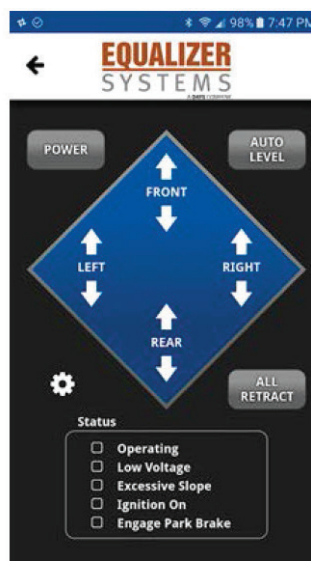 98% 7:47 PM
EQUALIZER
SYSTEMS
POWER
AUTO
LEVEL
FRONT
LEFT
RIGHT
REAR
ALL
RETRACT
Status
Operating
Low Voltage
Excessive Slope
Ignition On
Engage Park Brake